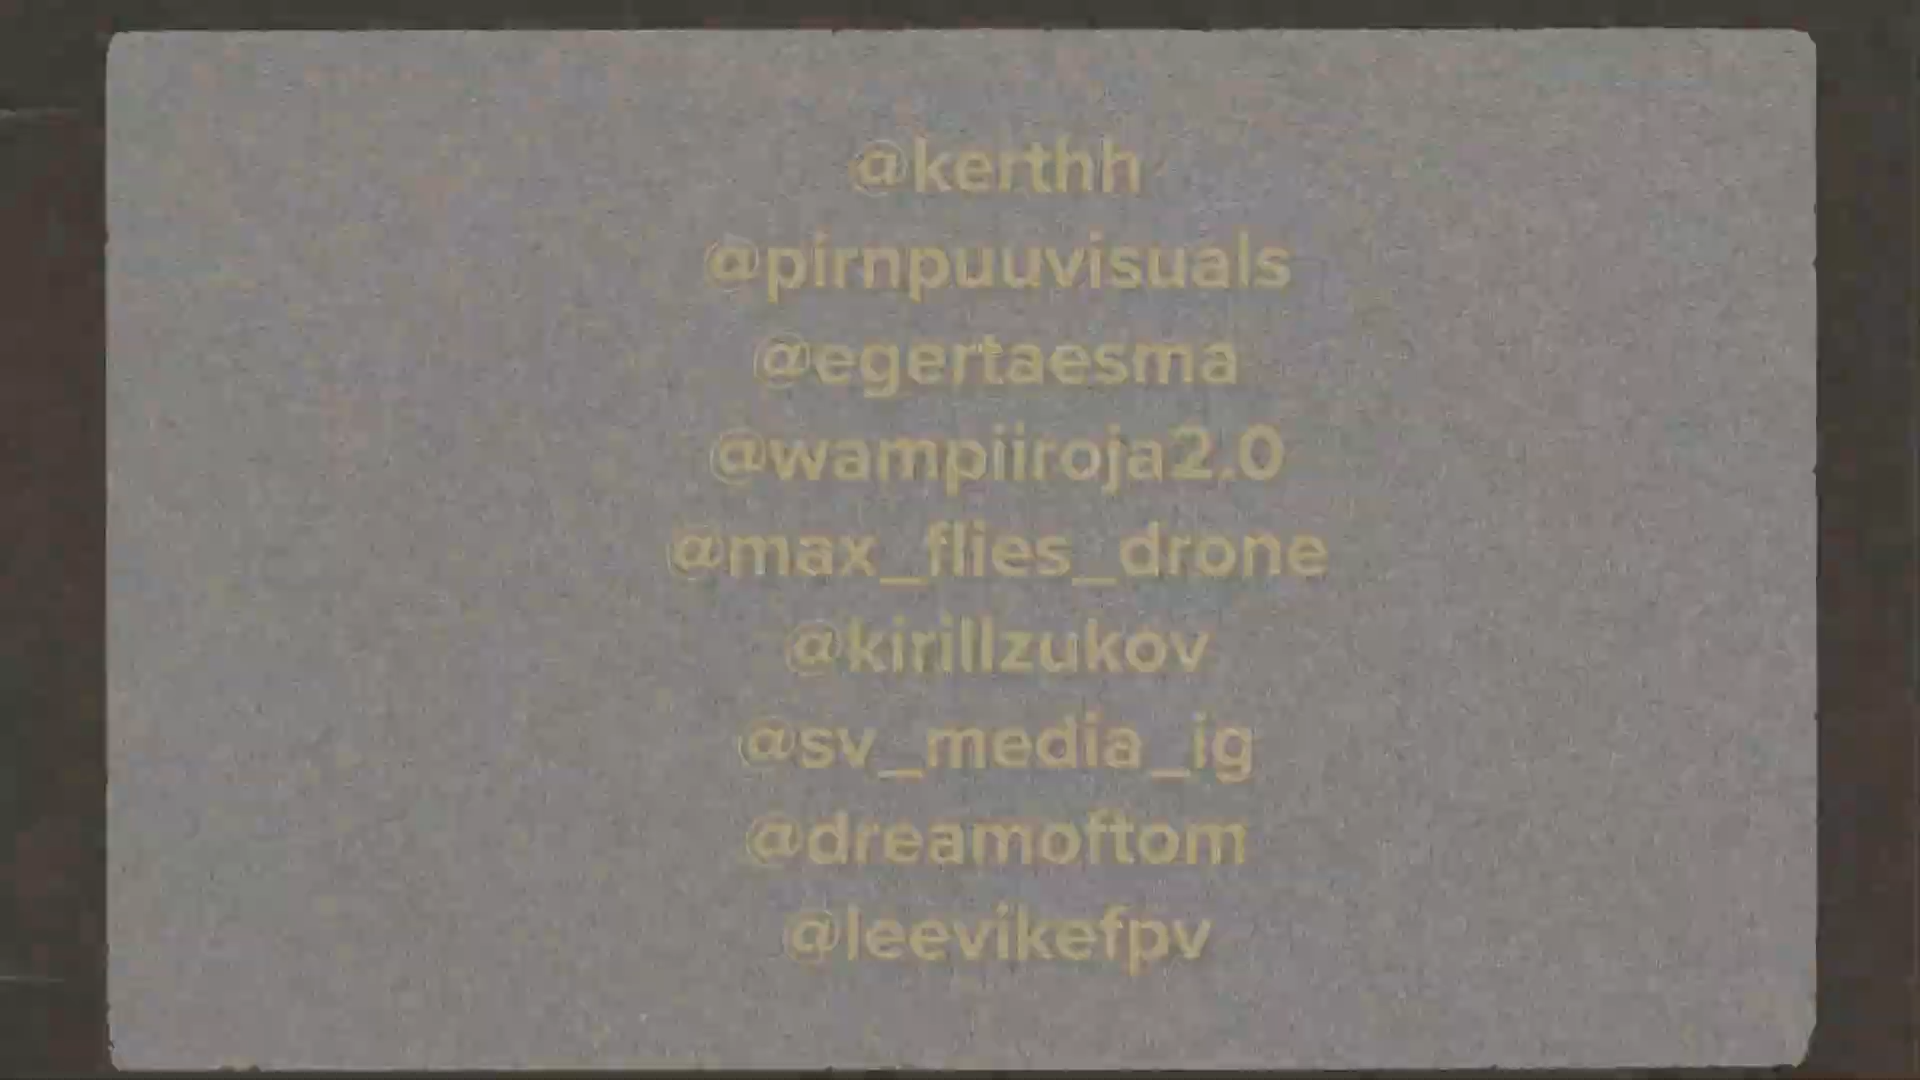 @kerthh
@pirnpuuvisuals
@egertaesma
@wampiiroja2.0
@max_flies_drone
@kirillzukov
@sv_media_ig
@dreamoftom
@leevikefpv